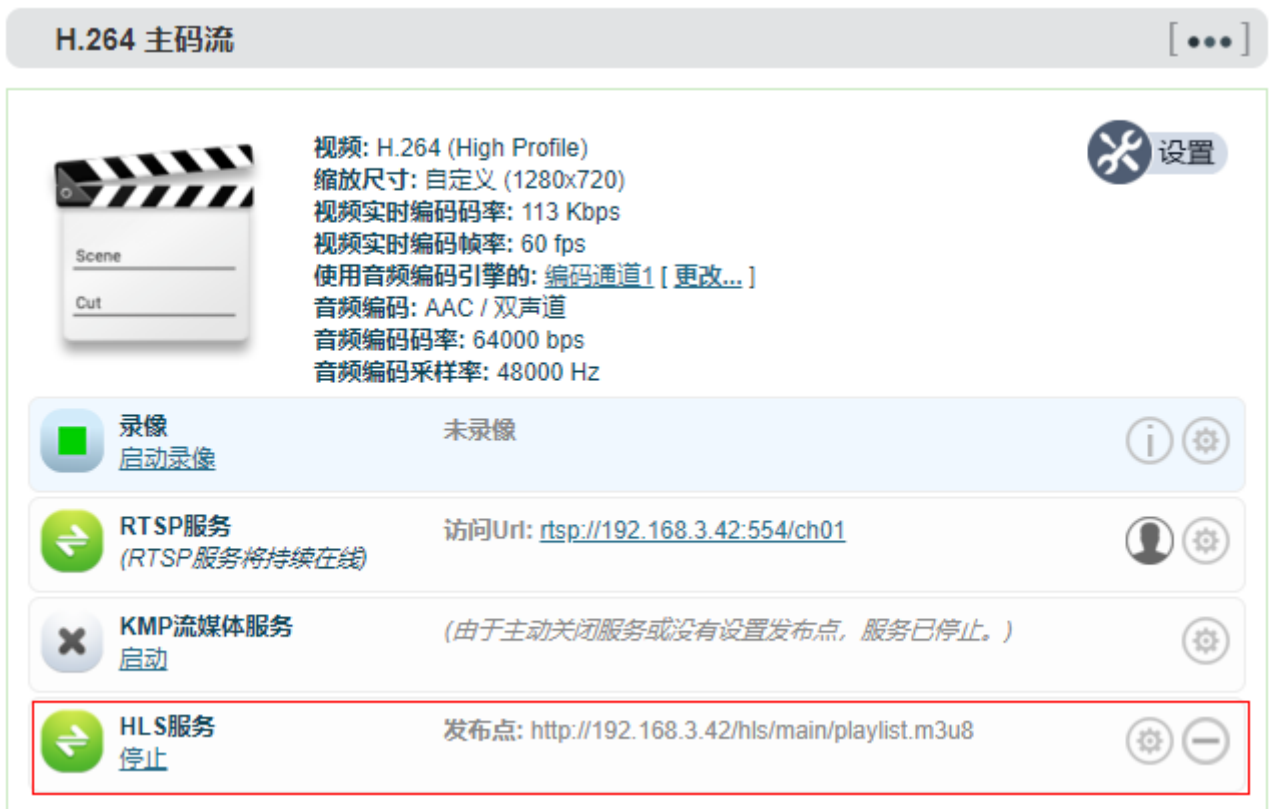 H.264 主码流
[ ••• ]
视频: H.264 (High Profile)
设置
缩放尺寸: 自定义 (1280x720)
视频实时编码码率: 113 Kbps
视频实时编码帧率: 60 fps
使用音频编码引擎的: 编码通道1 [ 更改... ]
音频编码: AAC / 双声道
音频编码码率: 64000 bps
音频编码采样率: 48000 Hz
Scene
Cut
录像
启动录像
未录像
RTSP服务
(RTSP服务将持续在线)
访问Url: rtsp://192.168.3.42:554/ch01
KMP流媒体服务
启动
(由于主动关闭服务或没有设置发布点，服务已停止。)
HLS服务
停止
发布点: http://192.168.3.42/hls/main/playlist.m3u8